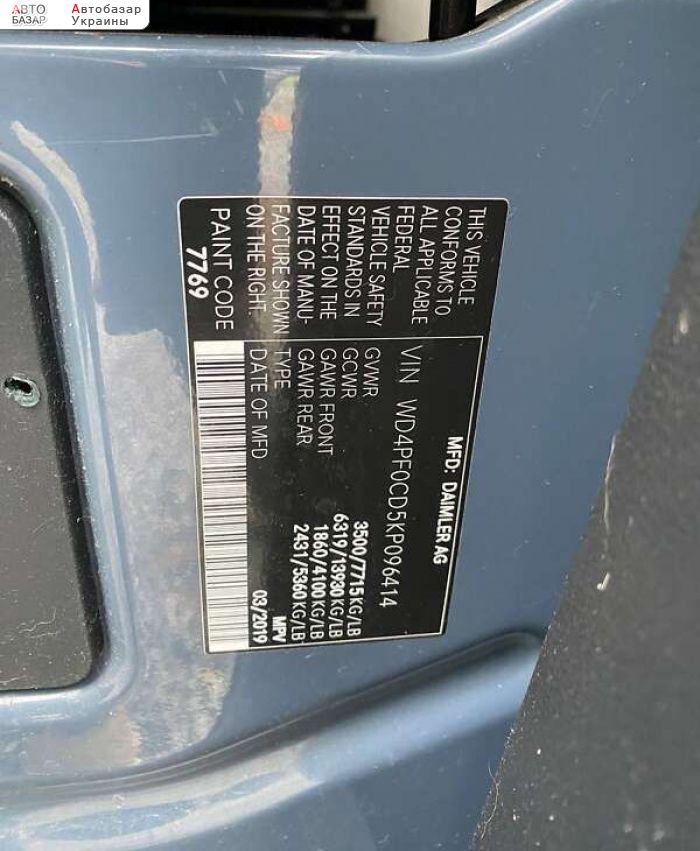 АВТО
БАЗАР
Автобазар
Украины
MFD: DAIMLER AG
VIN WD4PF0CD5KP096414
GVWR 3500/7715 KG/LB
GCWR 6319/13930 KG/LB
GAWR FRONT 1860/4100 KG/LB
GAWR REAR 2431/5360 KG/LB
TYPE MPV
DATE OF MFD 03/2019
THIS VEHICLE
CONFORMS TO
ALL APPLICABLE
FEDERAL
VEHICLE SAFETY
STANDARDS IN
EFFECT ON THE
DATE OF MANU-
FACTURE SHOWN
ON THE RIGHT.
PAINT CODE
7769